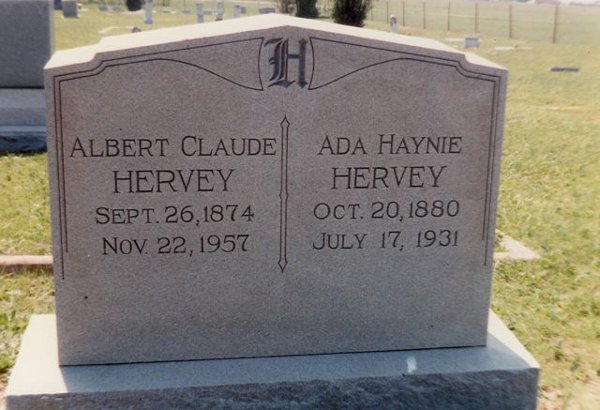 H
ALBERT CLAUDE
HERVEY
SEPT. 26, 1874
NOV. 22, 1957
ADA HAYNIE
HERVEY
OCT. 20, 1880
JULY 17, 1931